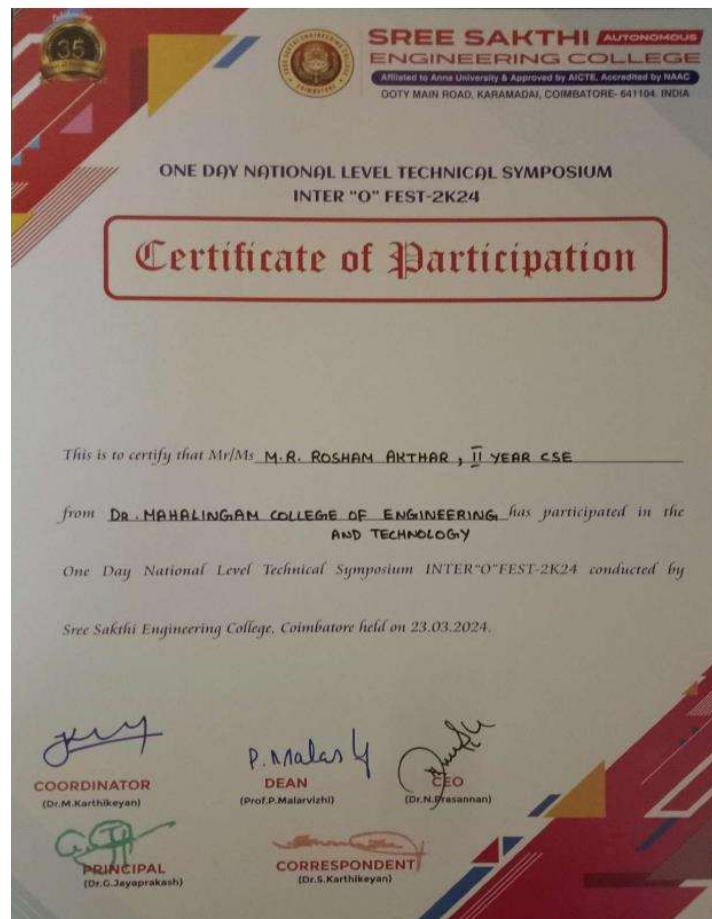 35
SREE SAKTHI AUTONOMOUS
ENGINEERING COLLEGE
Affiliated to Anna University & Approved by AICTE, Accredited by NAAC
OOTY MAIN ROAD, KARAMADAI, COIMBATORE- 641104. INDIA
ONE DAY NATIONAL LEVEL TECHNICAL SYMPOSIUM
INTER "O" FEST-2K24
Certificate of Participation
This is to certify that Mr/Ms M.R. ROSHAM AKTHAR, II YEAR CSE
from DR. MAHALINGAM COLLEGE OF ENGINEERING has participated in the
AND TECHNOLOGY
One Day National Level Technical Symposium INTER"O"FEST-2K24 conducted by
Sree Sakthi Engineering College, Coimbatore held on 23.03.2024.
P. Malar
COORDINATOR
(Dr.M.Karthikeyan)
DEAN
(Prof.P.Malarvizhi)
CEO
(Dr.N.Prasannan)
PRINCIPAL
(Dr.G.Jayaprakash)
CORRESPONDENT
(Dr.S.Karthikeyan)